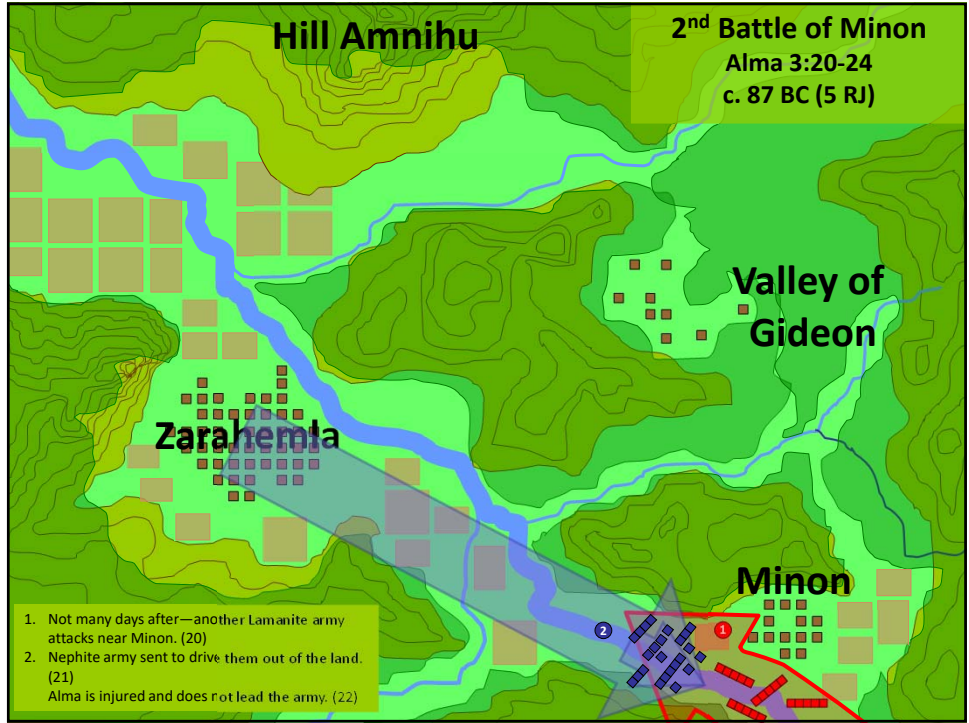 Hill Amnihu
2nd Battle of Minon
Alma 3:20-24
c. 87 BC (5 RJ)
Valley of
Gideon
Zarahemla
Minon
2
1
1. Not many days after—another Lamanite army
attacks near Minon. (20)
2. Nephite army sent to drive them out of the land.
(21)
Alma is injured and does not lead the army. (22)